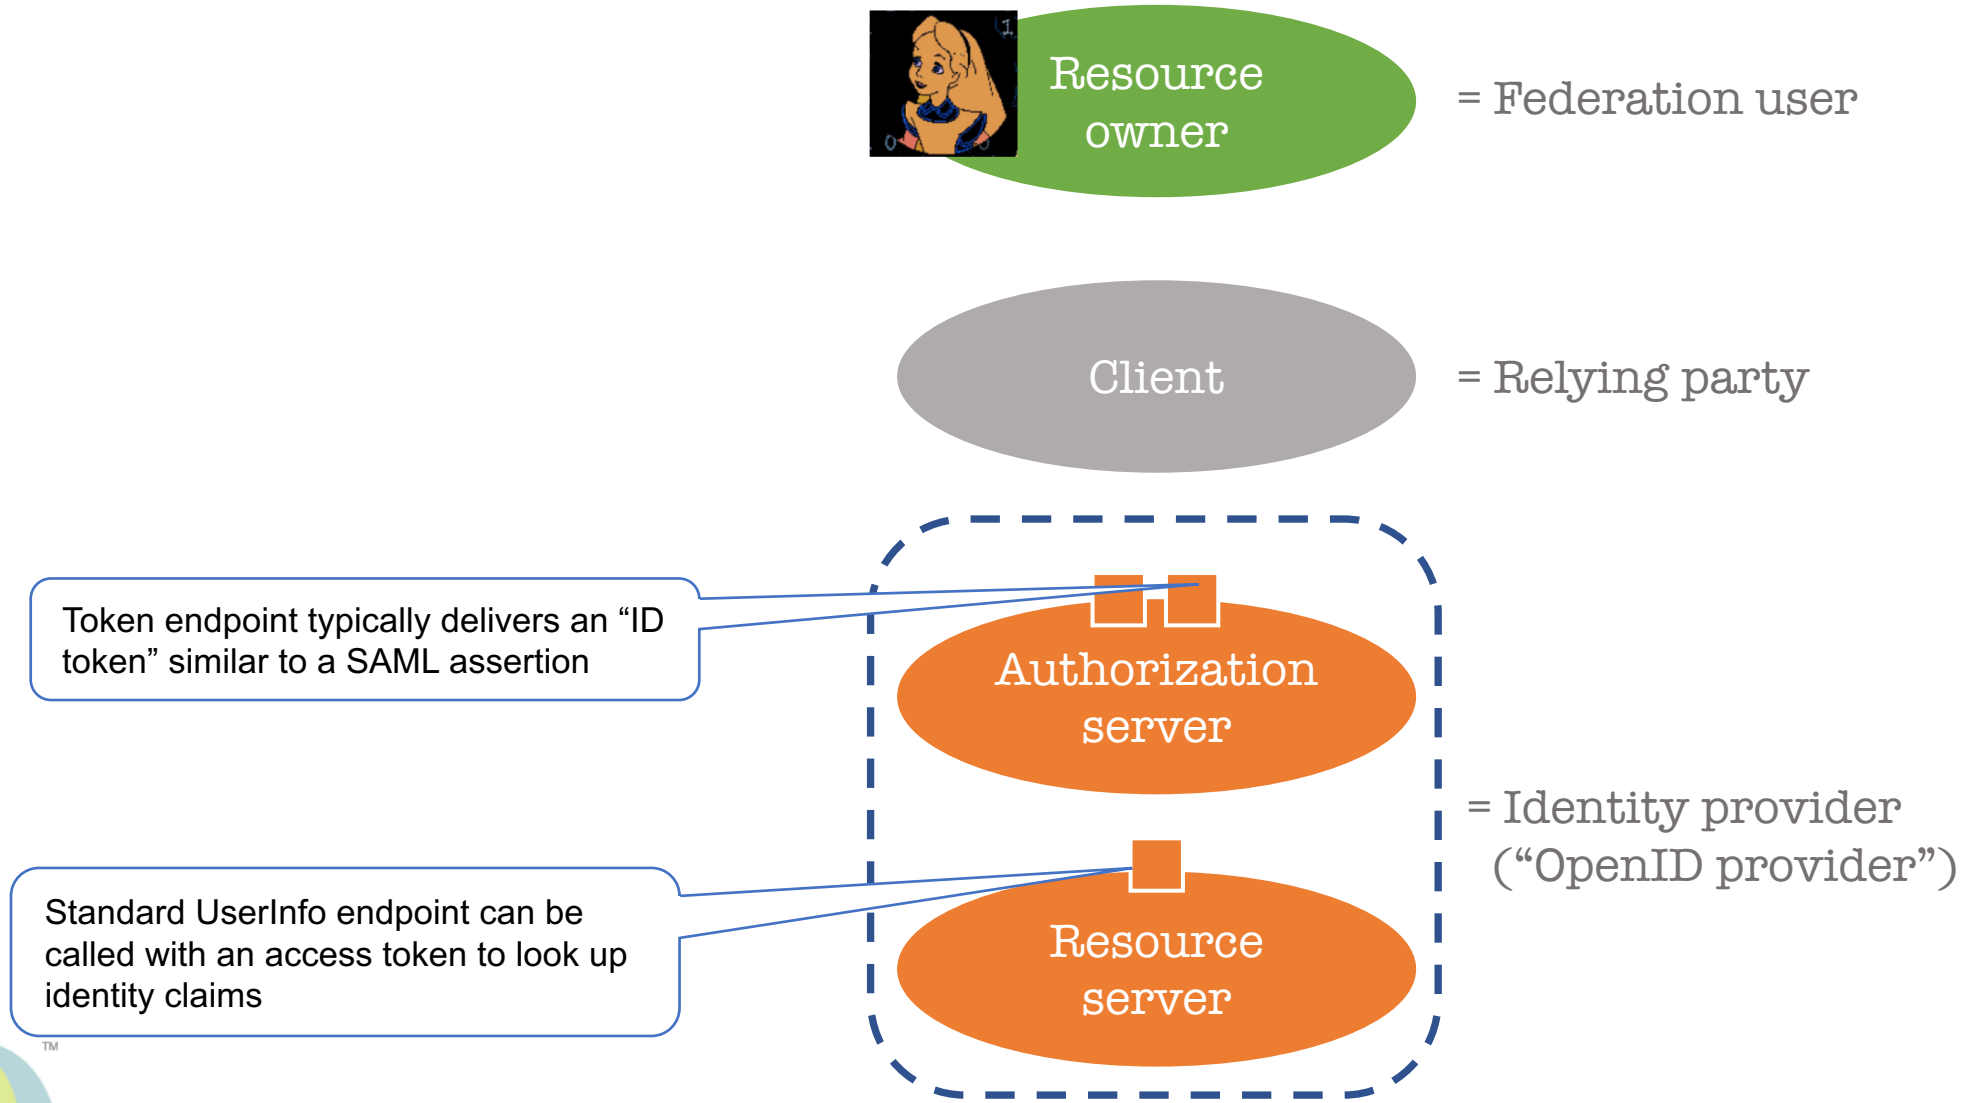 1
Resource
owner
= Federation user
Client
= Relying party
Token endpoint typically delivers an “ID
token” similar to a SAML assertion
Authorization
server
= Identity provider
(“OpenID provider”)
Standard UserInfo endpoint can be
called with an access token to look up
identity claims
Resource
server
TM